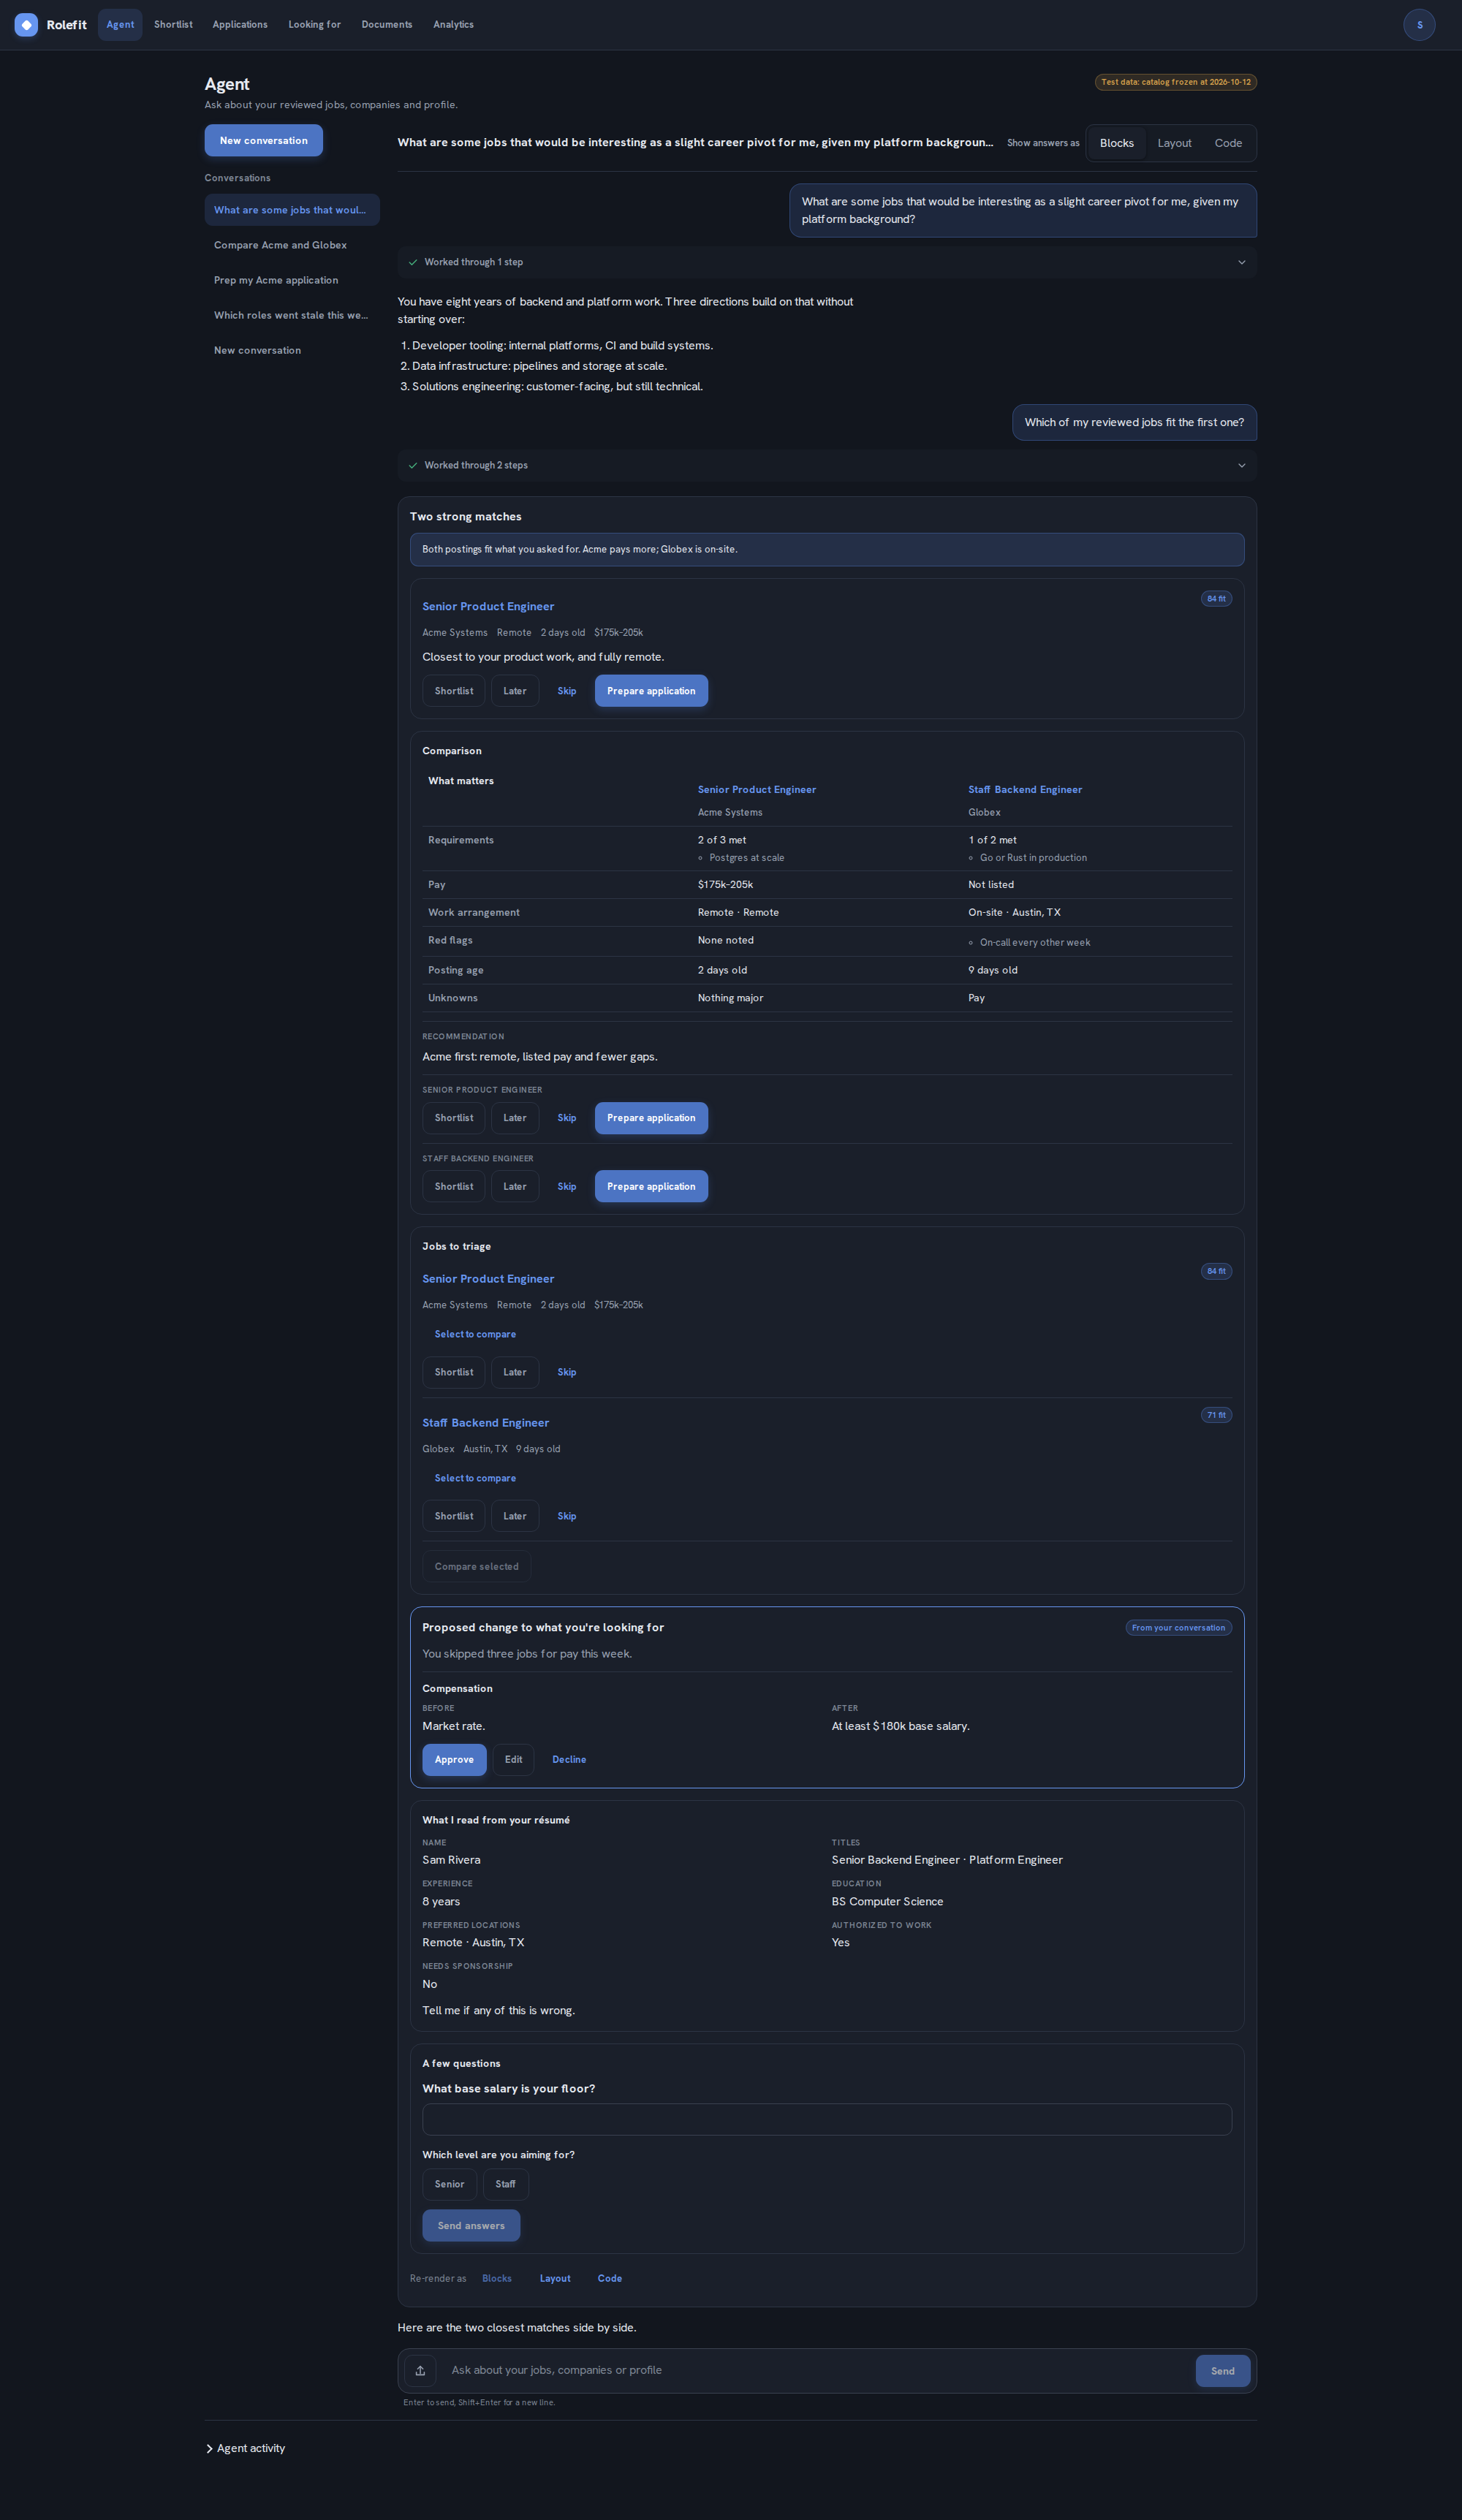 Rolefit
Agent
Shortlist
Applications
Looking for
Documents
Analytics
S
Agent
Ask about your reviewed jobs, companies and profile.
Test data: catalog frozen at 2026-10-12
New conversation
Conversations
What are some jobs that woul...
Compare Acme and Globex
Prep my Acme application
Which roles went stale this we...
New conversation
What are some jobs that would be interesting as a slight career pivot for me, given my platform backgroun...
Show answers as
Blocks
Layout
Code
What are some jobs that would be interesting as a slight career pivot for me, given my
platform background?
Worked through 1 step
You have eight years of backend and platform work. Three directions build on that without
starting over:
1. Developer tooling: internal platforms, CI and build systems.
2. Data infrastructure: pipelines and storage at scale.
3. Solutions engineering: customer-facing, but still technical.
Which of my reviewed jobs fit the first one?
Worked through 2 steps
Two strong matches
Both postings fit what you asked for. Acme pays more; Globex is on-site.
Senior Product Engineer
84 fit
Acme Systems Remote 2 days old $175k–205k
Closest to your product work, and fully remote.
Shortlist
Later
Skip
Prepare application
Comparison
What matters
Senior Product Engineer
Acme Systems
Staff Backend Engineer
Globex
Requirements
2 of 3 met
Postgres at scale
1 of 2 met
Go or Rust in production
Pay
$175k–205k
Not listed
Work arrangement
Remote · Remote
On-site · Austin, TX
Red flags
None noted
On-call every other week
Posting age
2 days old
9 days old
Unknowns
Nothing major
Pay
RECOMMENDATION
Acme first: remote, listed pay and fewer gaps.
SENIOR PRODUCT ENGINEER
Shortlist
Later
Skip
Prepare application
STAFF BACKEND ENGINEER
Shortlist
Later
Skip
Prepare application
Jobs to triage
Senior Product Engineer
84 fit
Acme Systems Remote 2 days old $175k–205k
Select to compare
Shortlist
Later
Skip
Staff Backend Engineer
71 fit
Globex Austin, TX 9 days old
Select to compare
Shortlist
Later
Skip
Compare selected
Proposed change to what you're looking for
From your conversation
You skipped three jobs for pay this week.
Compensation
BEFORE
Market rate.
AFTER
At least $180k base salary.
Approve
Edit
Decline
What I read from your résumé
NAME
Sam Rivera
TITLES
Senior Backend Engineer · Platform Engineer
EXPERIENCE
8 years
EDUCATION
BS Computer Science
PREFERRED LOCATIONS
Remote · Austin, TX
AUTHORIZED TO WORK
Yes
NEEDS SPONSORSHIP
No
Tell me if any of this is wrong.
A few questions
What base salary is your floor?
Which level are you aiming for?
Senior
Staff
Send answers
Re-render as
Blocks
Layout
Code
Here are the two closest matches side by side.
Ask about your jobs, companies or profile
Send
Enter to send, Shift+Enter for a new line.
Agent activity